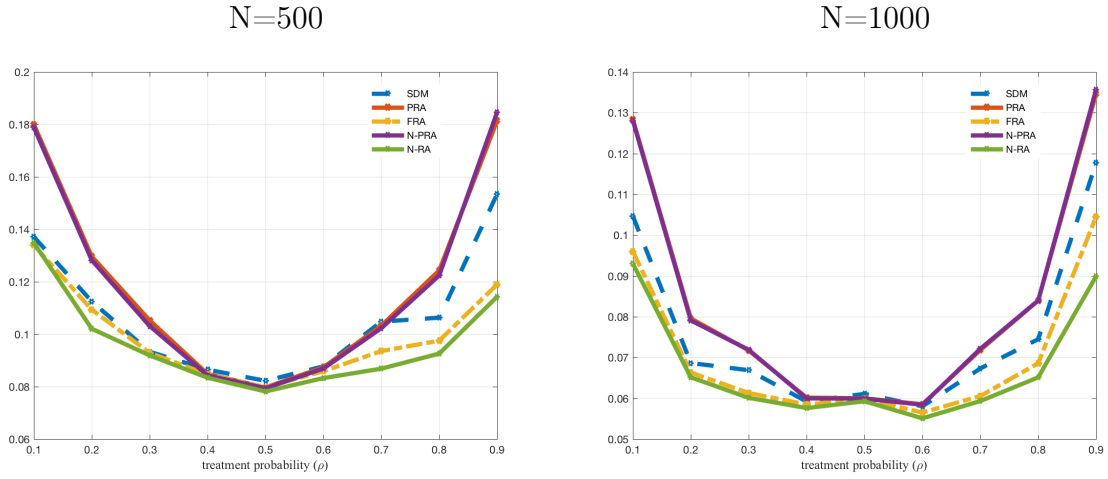 N=500
0.2
0.18
0.16
0.14
0.12
0.1
0.08
0.06
SDM
PRA
FRA
N-PRA
N-RA
0.1 0.2 0.3 0.4 0.5 0.6 0.7 0.8 0.9
treatment probability (ρ)
N=1000
0.14
0.13
0.12
0.11
0.1
0.09
0.08
0.07
0.06
0.05
SDM
PRA
FRA
N-PRA
N-RA
0.1 0.2 0.3 0.4 0.5 0.6 0.7 0.8 0.9
treatment probability (ρ)